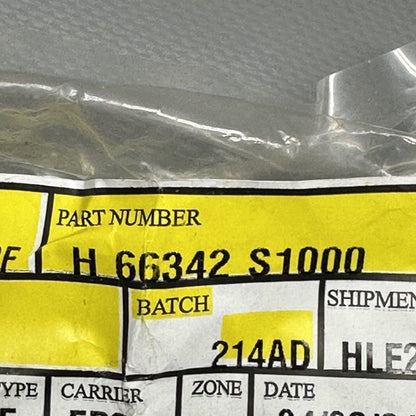 PART NUMBER
H 66342 S1000
BATCH
SHIPMEN
214AD HLE2
TYPE CARRIER ZONE DATE